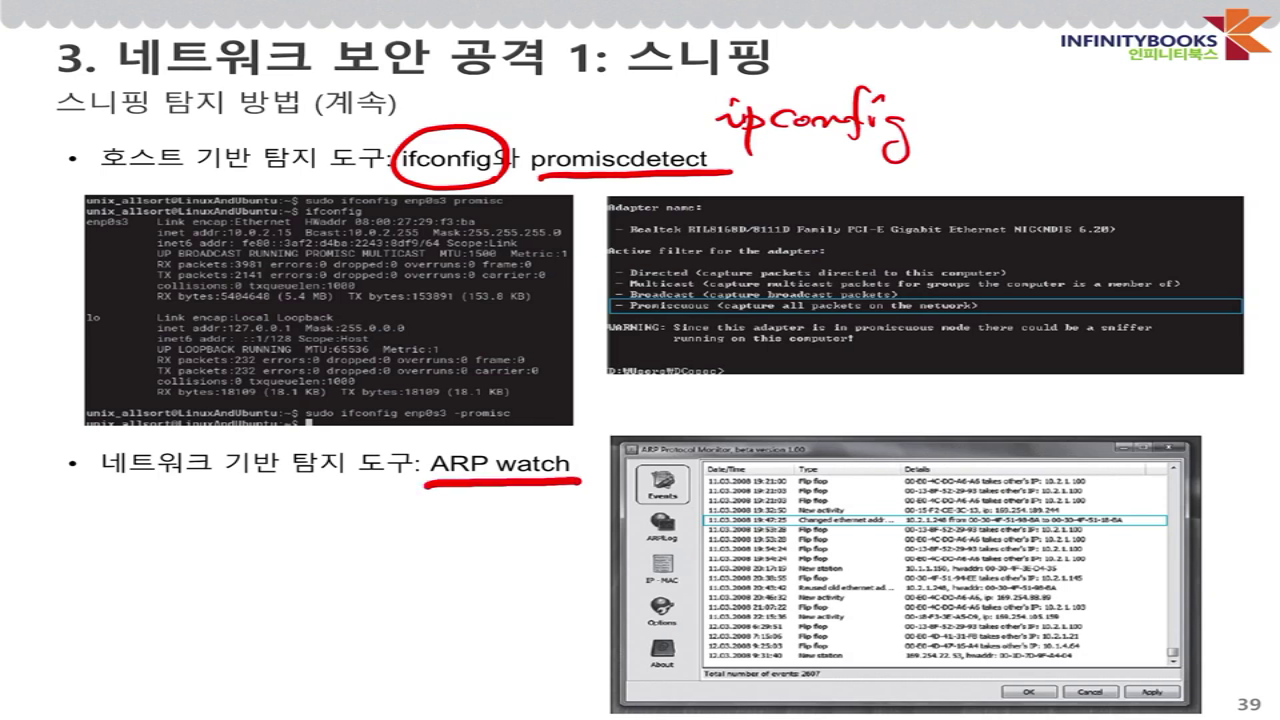 INFINITYBOOKS
인피니티북스
3. 네트워크 보안 공격 1: 스니핑
스니핑 탐지 방법 (계속)
ipconfig
• 호스트 기반 탐지 도구: ifconfig와 promiscdetect
unix_allsort@LinuxAndUbuntu:~$ sudo ifconfig enp0s3 promisc
unix_allsort@LinuxAndUbuntu:~$ ifconfig
enp0s3 Link encap:Ethernet HWaddr 08:00:27:29:f3:ba
inet addr:10.0.2.15 Bcast:10.0.2.255 Mask:255.255.255.0
inet6 addr: fe80::3af2:d4ba:2243:8df9/64 Scope:Link
UP BROADCAST RUNNING PROMISC MULTICAST MTU:1500 Metric:1
RX packets:3981 errors:0 dropped:0 overruns:0 frame:0
TX packets:2141 errors:0 dropped:0 overruns:0 carrier:0
collisions:0 txqueuelen:1000
RX bytes:5404648 (5.4 MB) TX bytes:153891 (153.8 KB)
lo Link encap:Local Loopback
inet addr:127.0.0.1 Mask:255.0.0.0
inet6 addr: ::1/128 Scope:Host
UP LOOPBACK RUNNING MTU:65536 Metric:1
RX packets:232 errors:0 dropped:0 overruns:0 frame:0
TX packets:232 errors:0 dropped:0 overruns:0 carrier:0
collisions:0 txqueuelen:1000
RX bytes:18109 (18.1 KB) TX bytes:18109 (18.1 KB)
unix_allsort@LinuxAndUbuntu:~$ sudo ifconfig enp0s3 -promisc
unix_allsort@LinuxAndUbuntu:~$
Adapter name:
- Realtek RTL8168D/8111D Family PCI-E Gigabit Ethernet NIC(NDIS 6.20)
Active filter for the adapter:
- Directed (capture packets directed to this computer)
- Multicast (capture multicast packets for groups the computer is a member of)
- Broadcast (capture broadcast packets)
- Promiscuous (capture all packets on the network)
WARNING: Since this adapter is in promiscuous mode there could be a sniffer
running on this computer!
• 네트워크 기반 탐지 도구: ARP watch
ARP Protocol Monitor, beta version 1.00
Events
ARPLog
IP - MAC
Options
About
Date/Time Type Details
11.03.2008 19:21:00 Flip flop 00-E0-4C-DO-A6-A6 takes other's IP: 10.2.1.100
11.03.2008 19:21:03 Flip flop 00-13-8F-52-29-93 takes other's IP: 10.2.1.100
11.03.2008 19:21:03 Flip flop 00-E0-4C-DO-A6-A6 takes other's IP: 10.2.1.100
11.03.2008 19:32:50 New activity 00-15-F2-CE-3C-13, ip: 169.254.189.244
11.03.2008 19:47:25 Changed ethernet addr... 10.2.1.248 from 00-30-4F-51-98-8A to 00-30-4F-51-18-8A
11.03.2008 19:53:28 Flip flop 00-13-8F-52-29-93 takes other's IP: 10.2.1.100
11.03.2008 19:53:28 Flip flop 00-E0-4C-DO-A6-A6 takes other's IP: 10.2.1.100
11.03.2008 19:54:24 Flip flop 00-13-8F-52-29-93 takes other's IP: 10.2.1.100
11.03.2008 19:54:24 Flip flop 00-E0-4C-DO-A6-A6 takes other's IP: 10.2.1.100
11.03.2008 20:17:19 New station 10.1.1.150, hwaddr: 00-30-4F-3E-D4-35
11.03.2008 20:38:55 Flip flop 00-30-4F-51-94-EE takes other's IP: 10.2.1.145
11.03.2008 20:43:42 Reused old ethernet ad... 10.2.1.248, hwaddr: 00-30-4F-51-98-8A
11.03.2008 20:46:32 New activity 00-E0-4C-DO-A6-A6, ip: 169.254.88.89
11.03.2008 21:07:22 Flip flop 00-E0-4C-DO-A6-A6 takes other's IP: 10.2.1.103
11.03.2008 22:15:36 New activity 00-18-F3-3E-A5-D9, ip: 169.254.105.159
12.03.2008 6:29:51 Flip flop 00-13-8F-52-29-93 takes other's IP: 10.2.1.100
12.03.2008 7:15:06 Flip flop 00-E0-4D-41-31-F8 takes other's IP: 10.2.1.21
12.03.2008 9:25:03 Flip flop 00-E0-4D-47-16-A4 takes other's IP: 10.1.4.64
12.03.2008 9:31:40 New station 169.254.22.53, hwaddr: 00-1D-7D-9F-A4-04
Total number of events: 2607
OK Cancel Apply
39